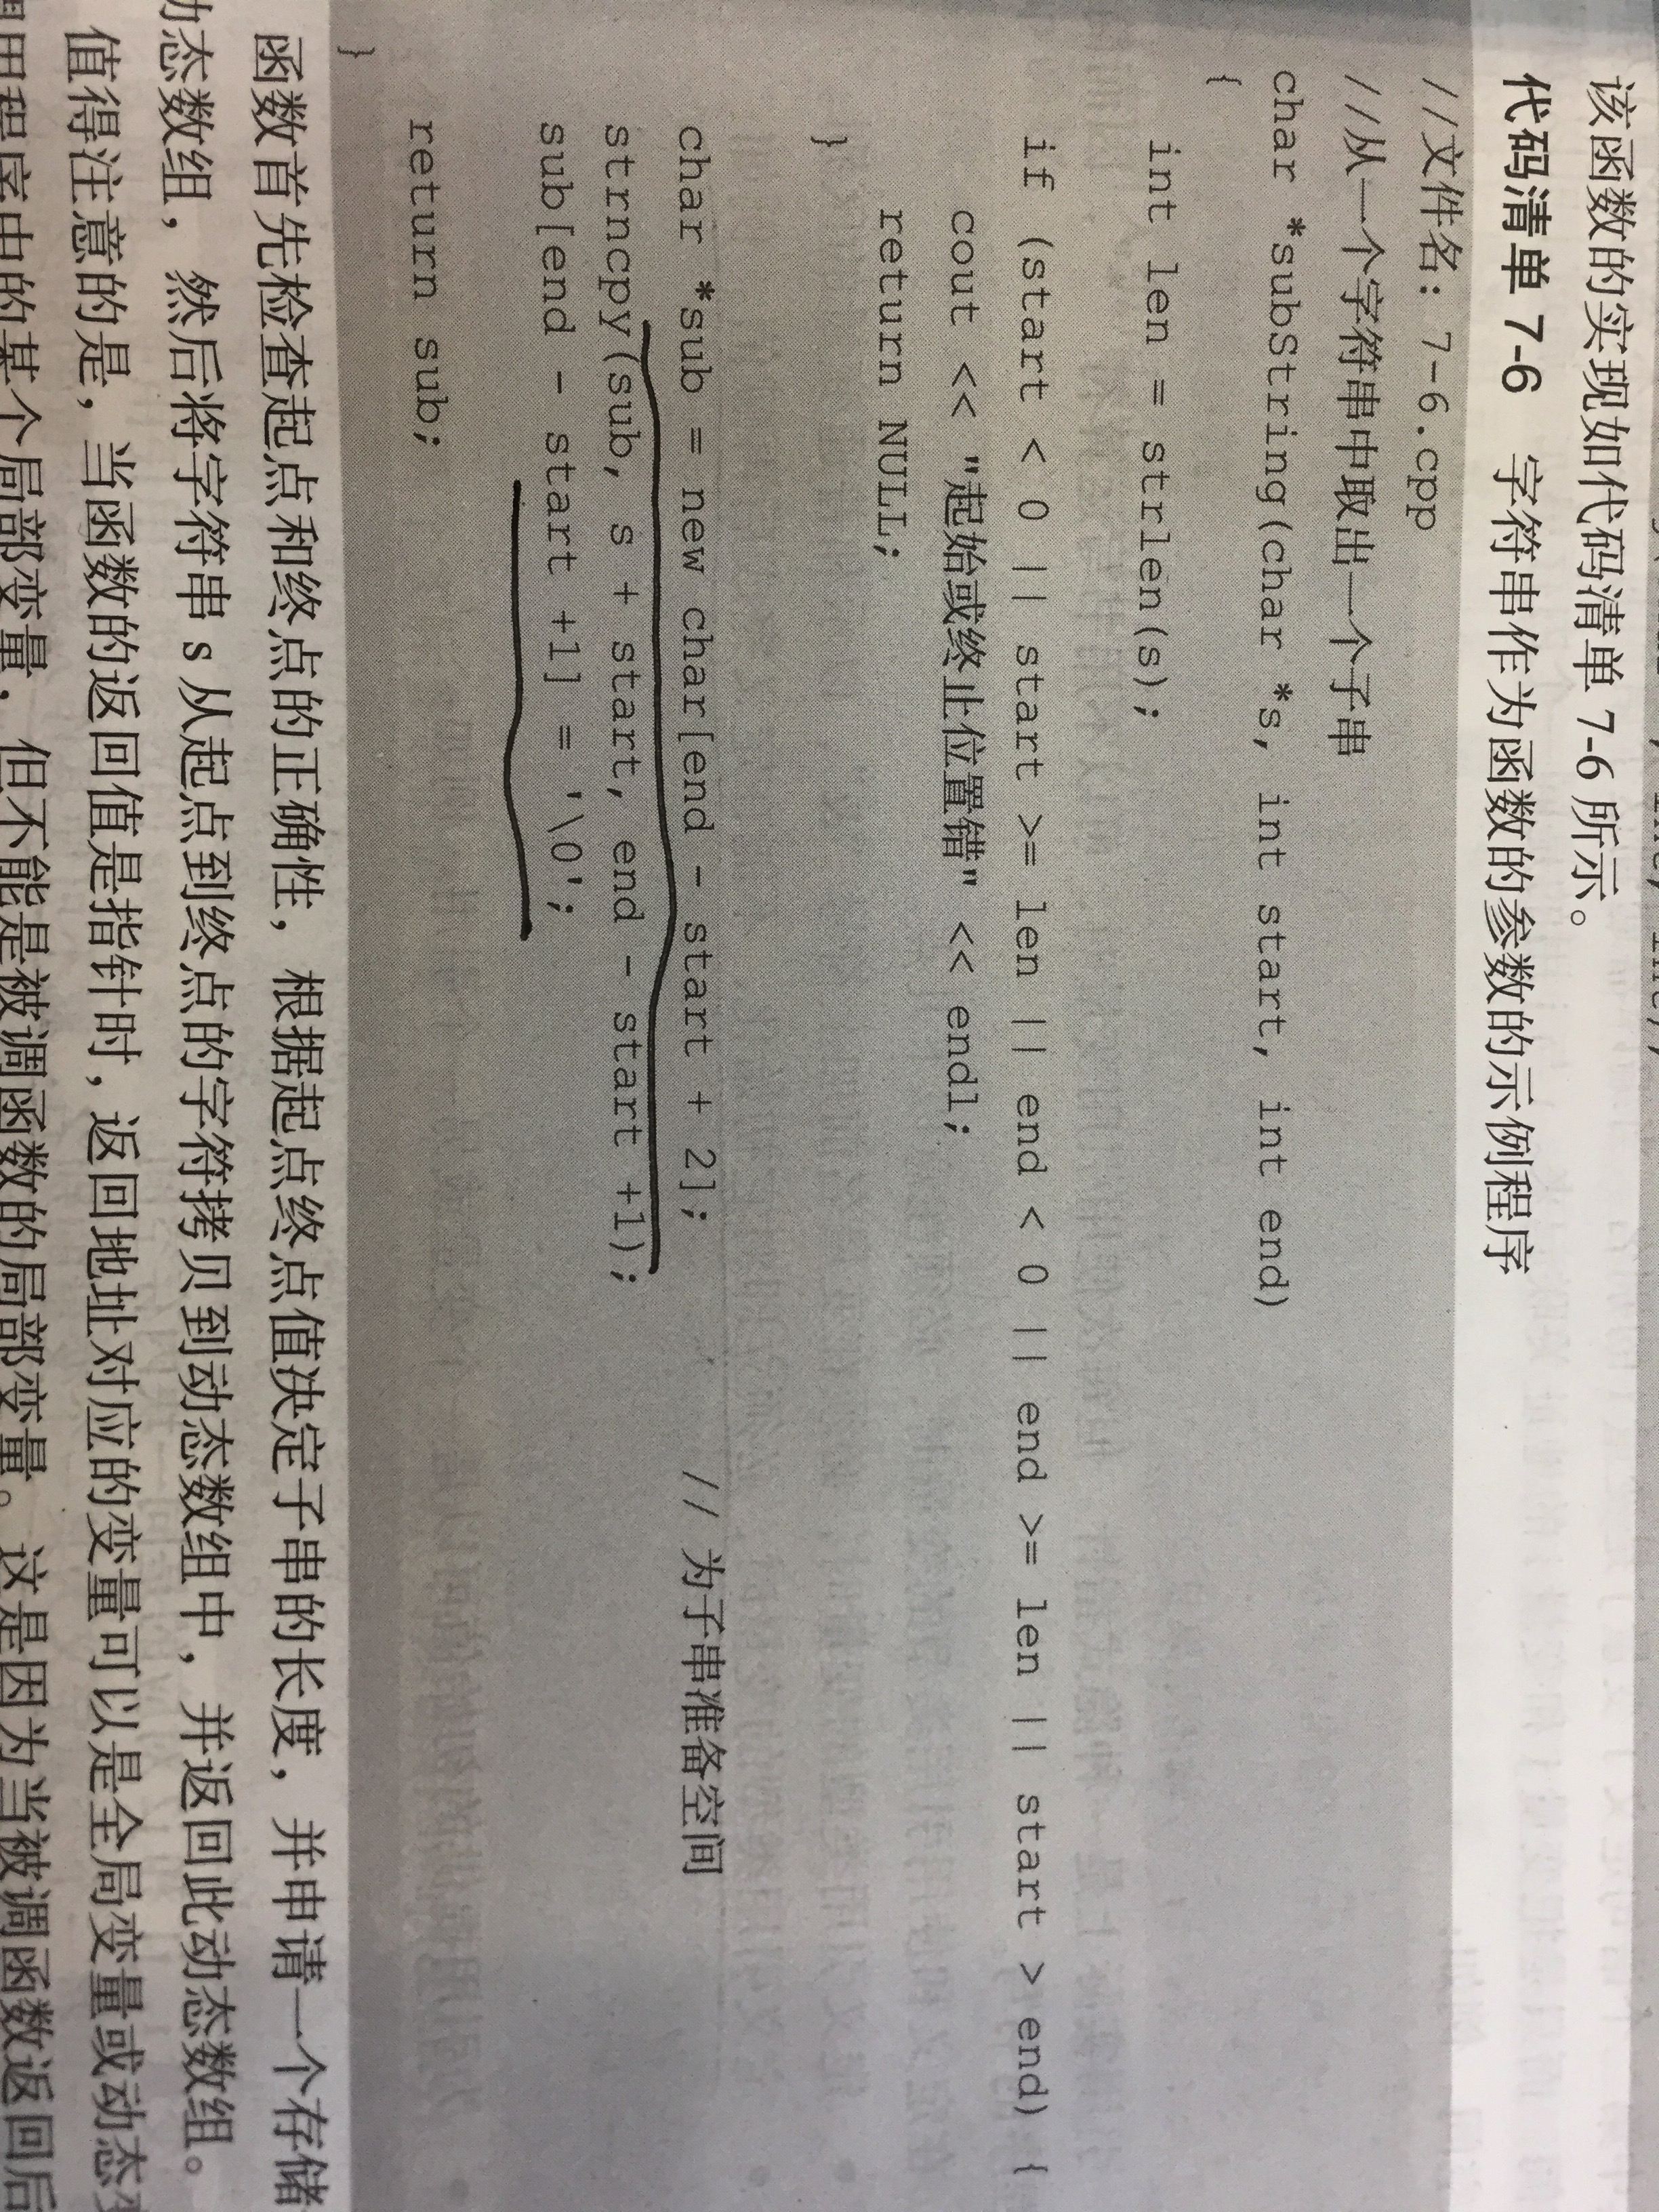 该函数的实现如代码清单 7-6 所示。
代码清单 7-6 字符串作为函数的参数的示例程序
//文件名：7-6.cpp
//从一个字符串中取出一个子串
char *subString(char *s, int start, int end)
{
int len = strlen(s);
if (start < 0 || start >= len || end < 0 || end >= len || start > end) {
cout << "起始或终止位置错" << endl;
return NULL;
}
char *sub = new char[end - start + 2]; // 为子串准备空间
strncpy(sub, s + start, end - start +1);
sub[end - start +1] = '\0';
return sub;
}
函数首先检查起点和终点的正确性，根据起点终点值决定子串的长度，并申请一个存储
动态数组，然后将字符串 s 从起点到终点的字符拷贝到动态数组中，并返回此动态数组。
值得注意的是，当函数的返回值是指针时，返回地址对应的变量可以是全局变量或动态变
调用程序中的某个局部变量，但不能是被调函数的局部变量。这是因为当被调函数返回后